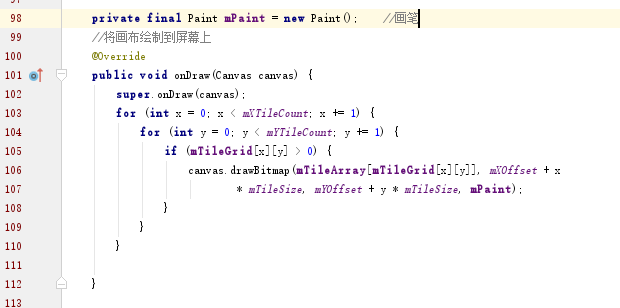 98 private final Paint mPaint = new Paint(); //画笔
99 //将画布绘制到屏幕上
100 @Override
101 public void onDraw(Canvas canvas) {
102 super.onDraw(canvas);
103 for (int x = 0; x < mXTileCount; x += 1) {
104 for (int y = 0; y < mYTileCount; y += 1) {
105 if (mTileGrid[x][y] > 0) {
106 canvas.drawBitmap(mTileArray[mTileGrid[x][y]], mXOffset + x
107 * mTileSize, mYOffset + y * mTileSize, mPaint);
108 }
109 }
110 }
111
112 }
113